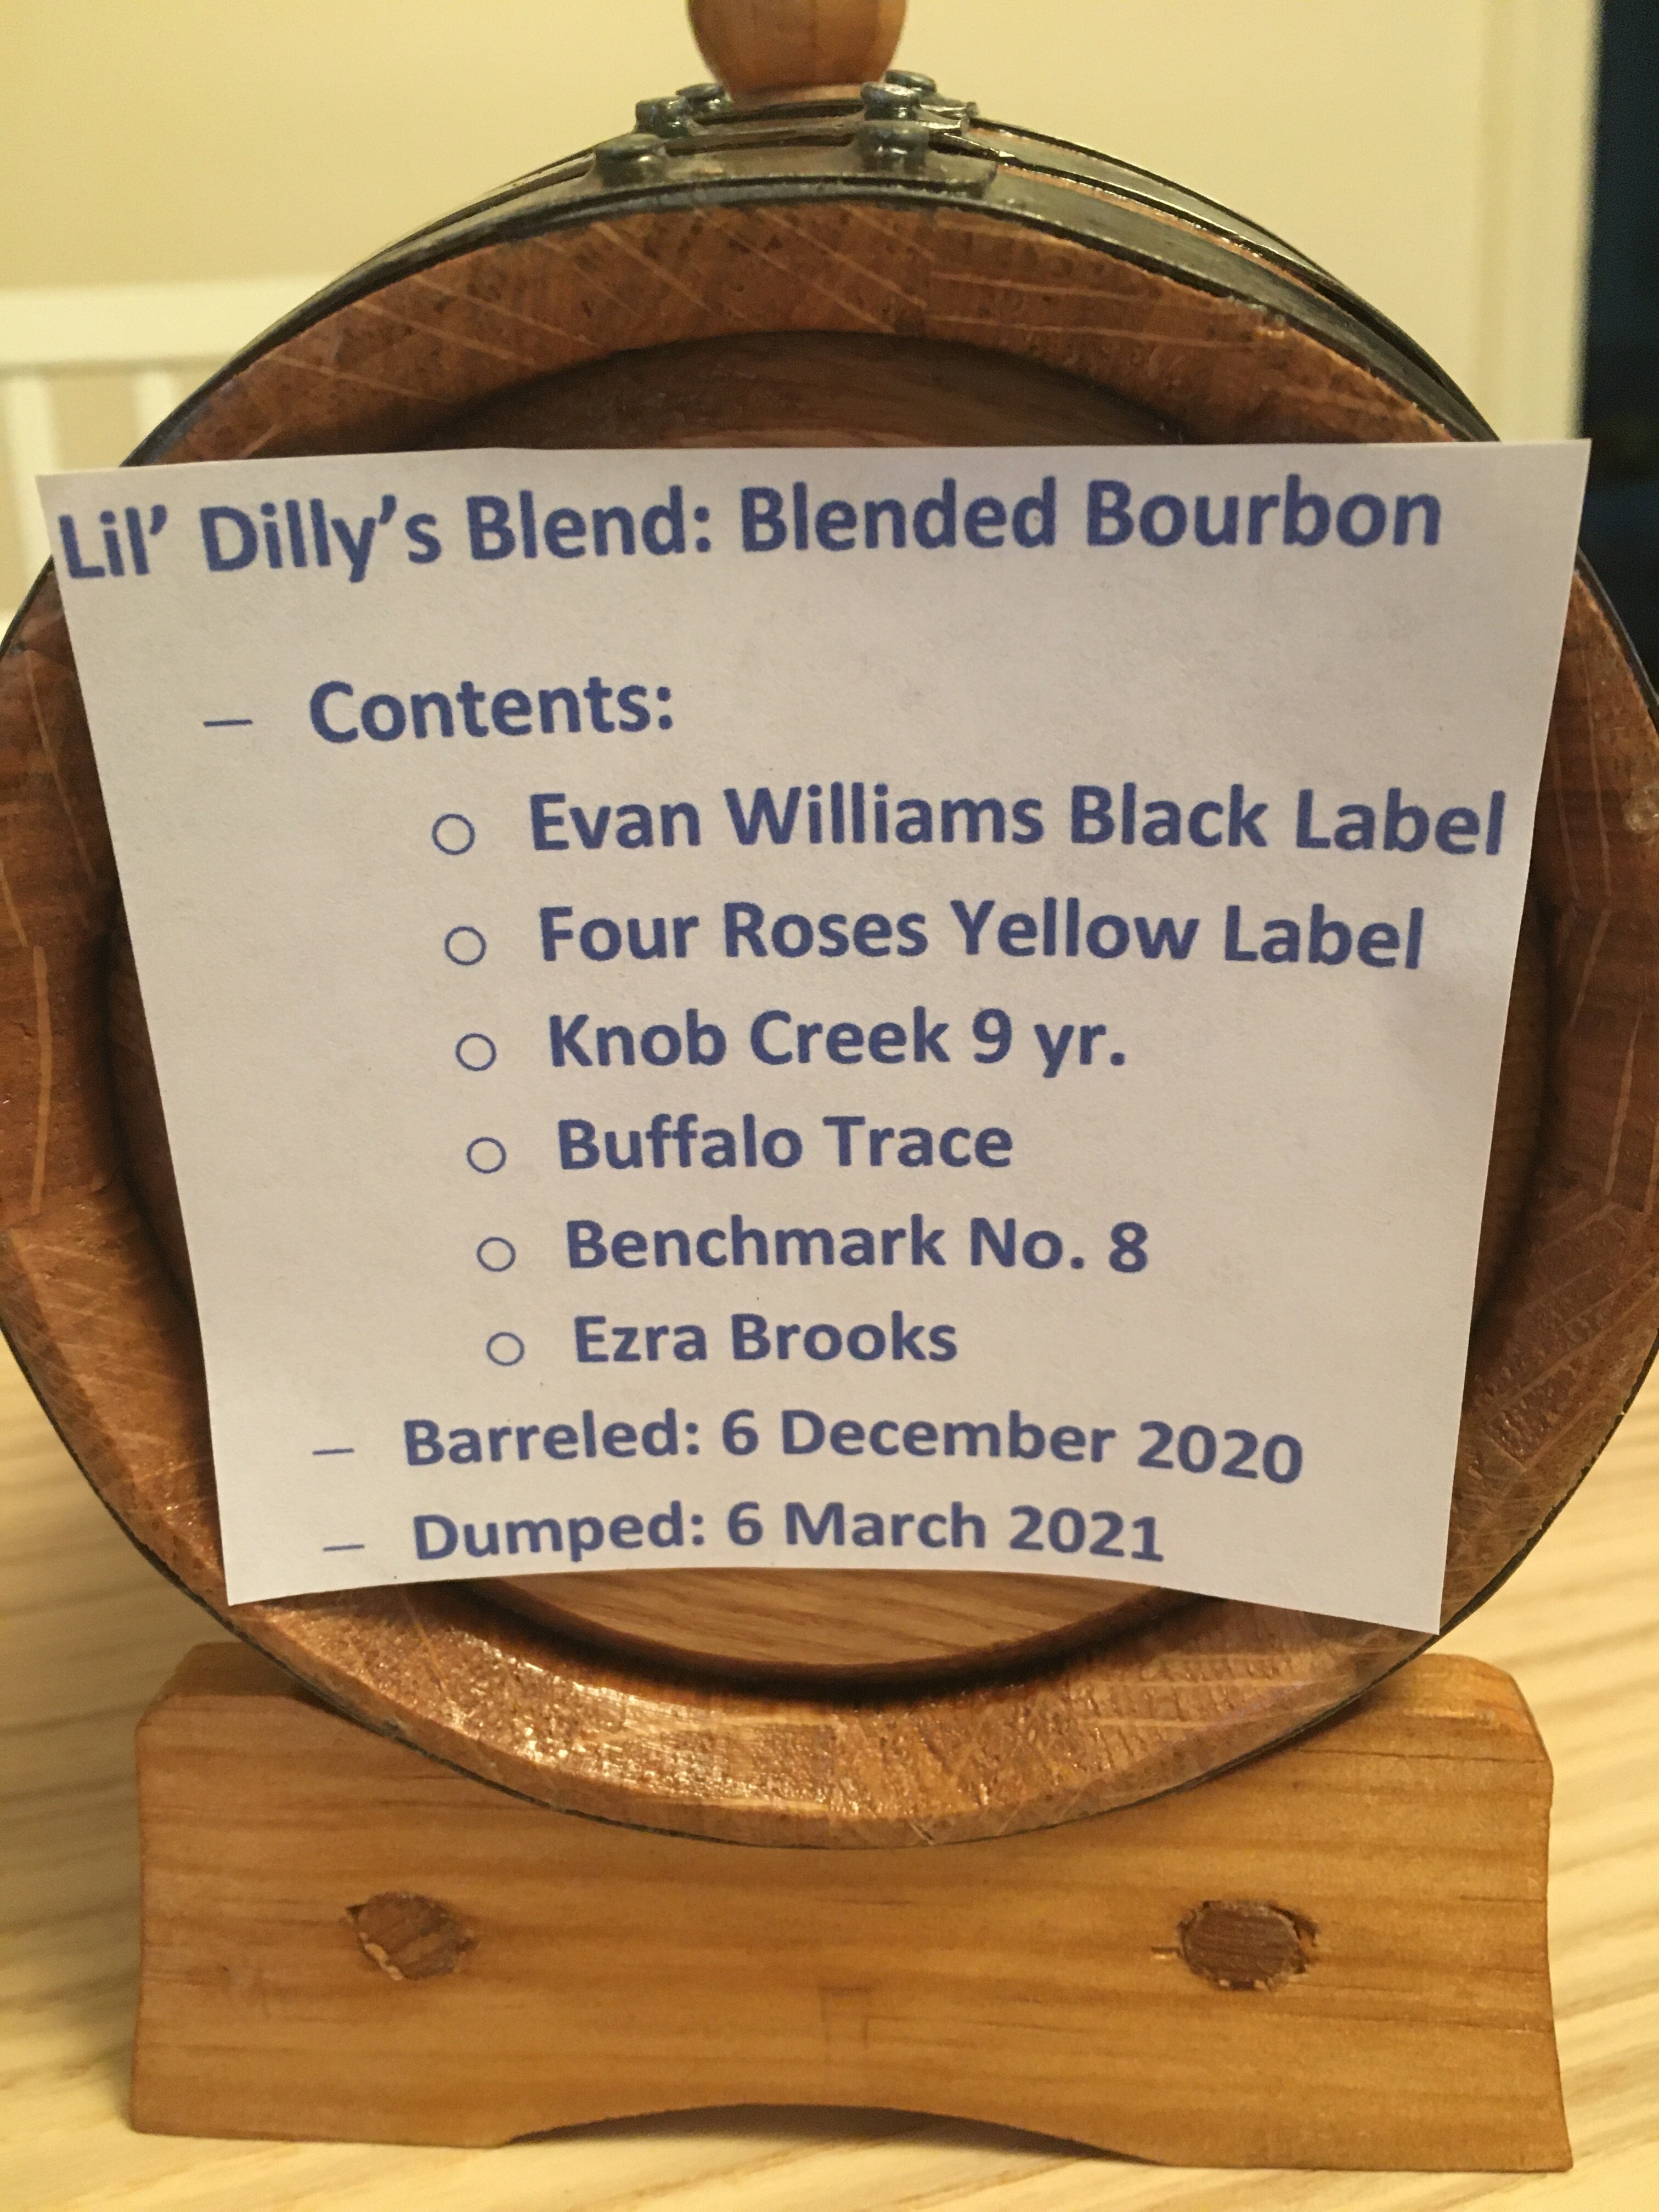 Lil’ Dilly’s Blend: Blended Bourbon
– Contents:
○ Evan Williams Black Label
○ Four Roses Yellow Label
○ Knob Creek 9 yr.
○ Buffalo Trace
○ Benchmark No. 8
○ Ezra Brooks
– Barreled: 6 December 2020
– Dumped: 6 March 2021